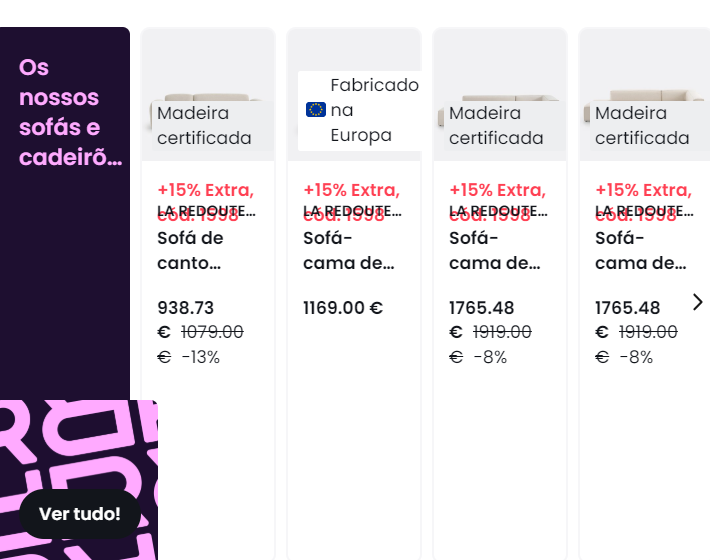 Os
nossos
sofás e
cadeirõ...
Ver tudo!
Madeira
certificada
+15% Extra,
cód. 1998
LA REDOUTE...
Sofá de
canto...
938.73
€ 1079.00
€ -13%
Fabricado
na
Europa
+15% Extra,
cód. 1998
LA REDOUTE...
Sofá-
cama de...
1169.00 €
Madeira
certificada
+15% Extra,
cód. 1998
LA REDOUTE...
Sofá-
cama de...
1765.48
€ 1919.00
€ -8%
Madeira
certificada
+15% Extra,
cód. 1998
LA REDOUTE...
Sofá-
cama de...
1765.48
€ 1919.00
€ -8%